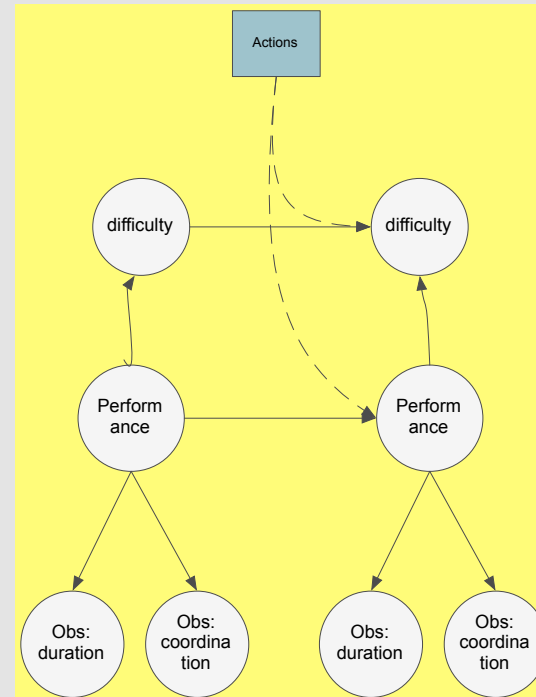 Actions
difficulty
difficulty
Perform
ance
Perform
ance
Obs:
duration
Obs:
coordina
tion
Obs:
duration
Obs:
coordina
tion